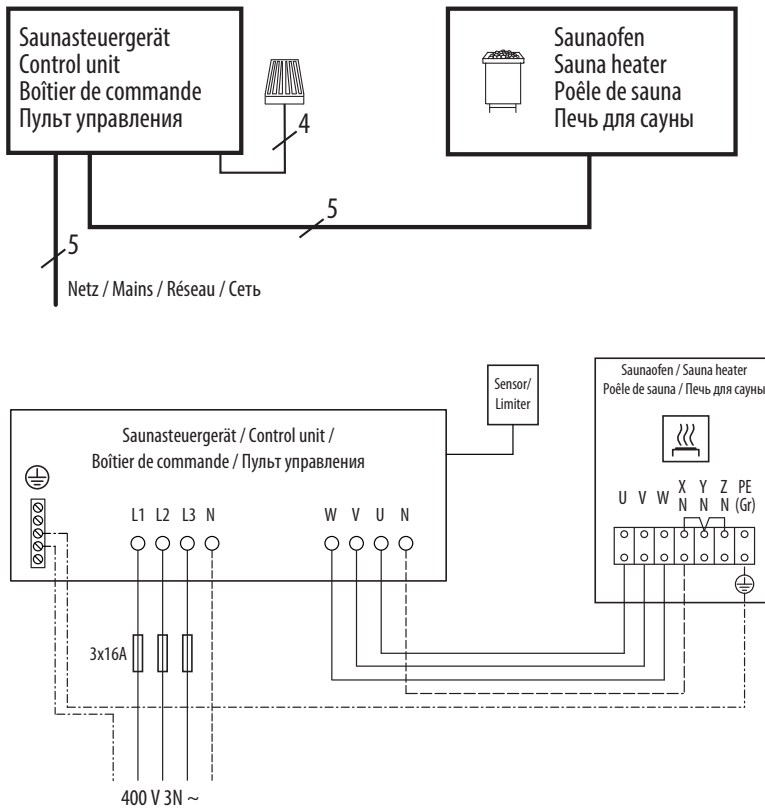 Saunasteuergerät
Control unit
Boîtier de commande
Пульт управления
4
Saunaofen
Sauna heater
Poêle de sauna
Печь для сауны
5
5
Netz / Mains / Réseau / Сеть
Sensor/
Limiter
Saunaofen / Sauna heater
Poêle de sauna / Печь для сауны
Saunasteuergerät / Control unit /
Boîtier de commande / Пульт управления
L1 L2 L3 N
W V U N
X Y Z PE
U V W N N N (Gr)
3x16A
400 V 3N ~